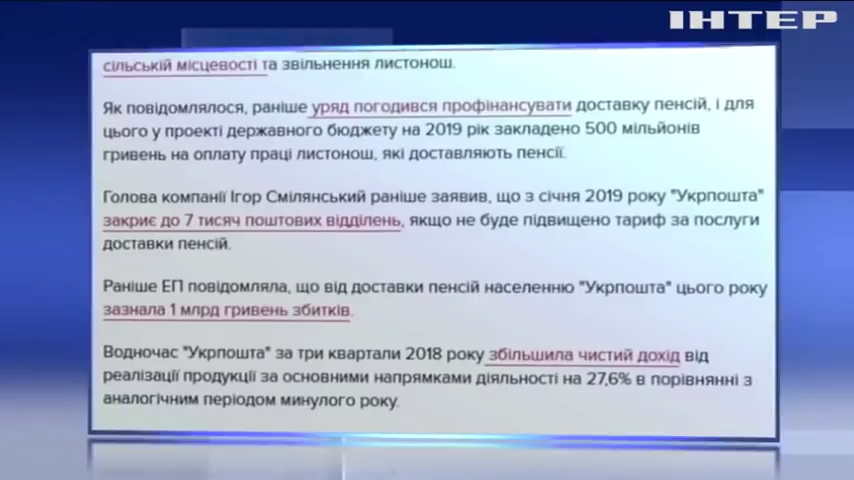 ІНТЕР
сільській місцевості та звільнення листонош.
Як повідомлялося, раніше уряд погодився профінансувати доставку пенсій, і для
цього у проекті державного бюджету на 2019 рік закладено 500 мільйонів
гривень на оплату праці листонош, які доставляють пенсії.
Голова компанії Ігор Смілянський раніше заявив, що з січня 2019 року "Укрпошта"
закриє до 7 тисяч поштових відділень, якщо не буде підвищено тариф за послуги
доставки пенсій.
Раніше ЕП повідомляла, що від доставки пенсій населенню "Укрпошта" цього року
зазнала 1 млрд гривень збитків.
Водночас "Укрпошта" за три квартали 2018 року збільшила чистий дохід від
реалізації продукції за основними напрямками діяльності на 27,6% в порівнянні з
аналогічним періодом минулого року.